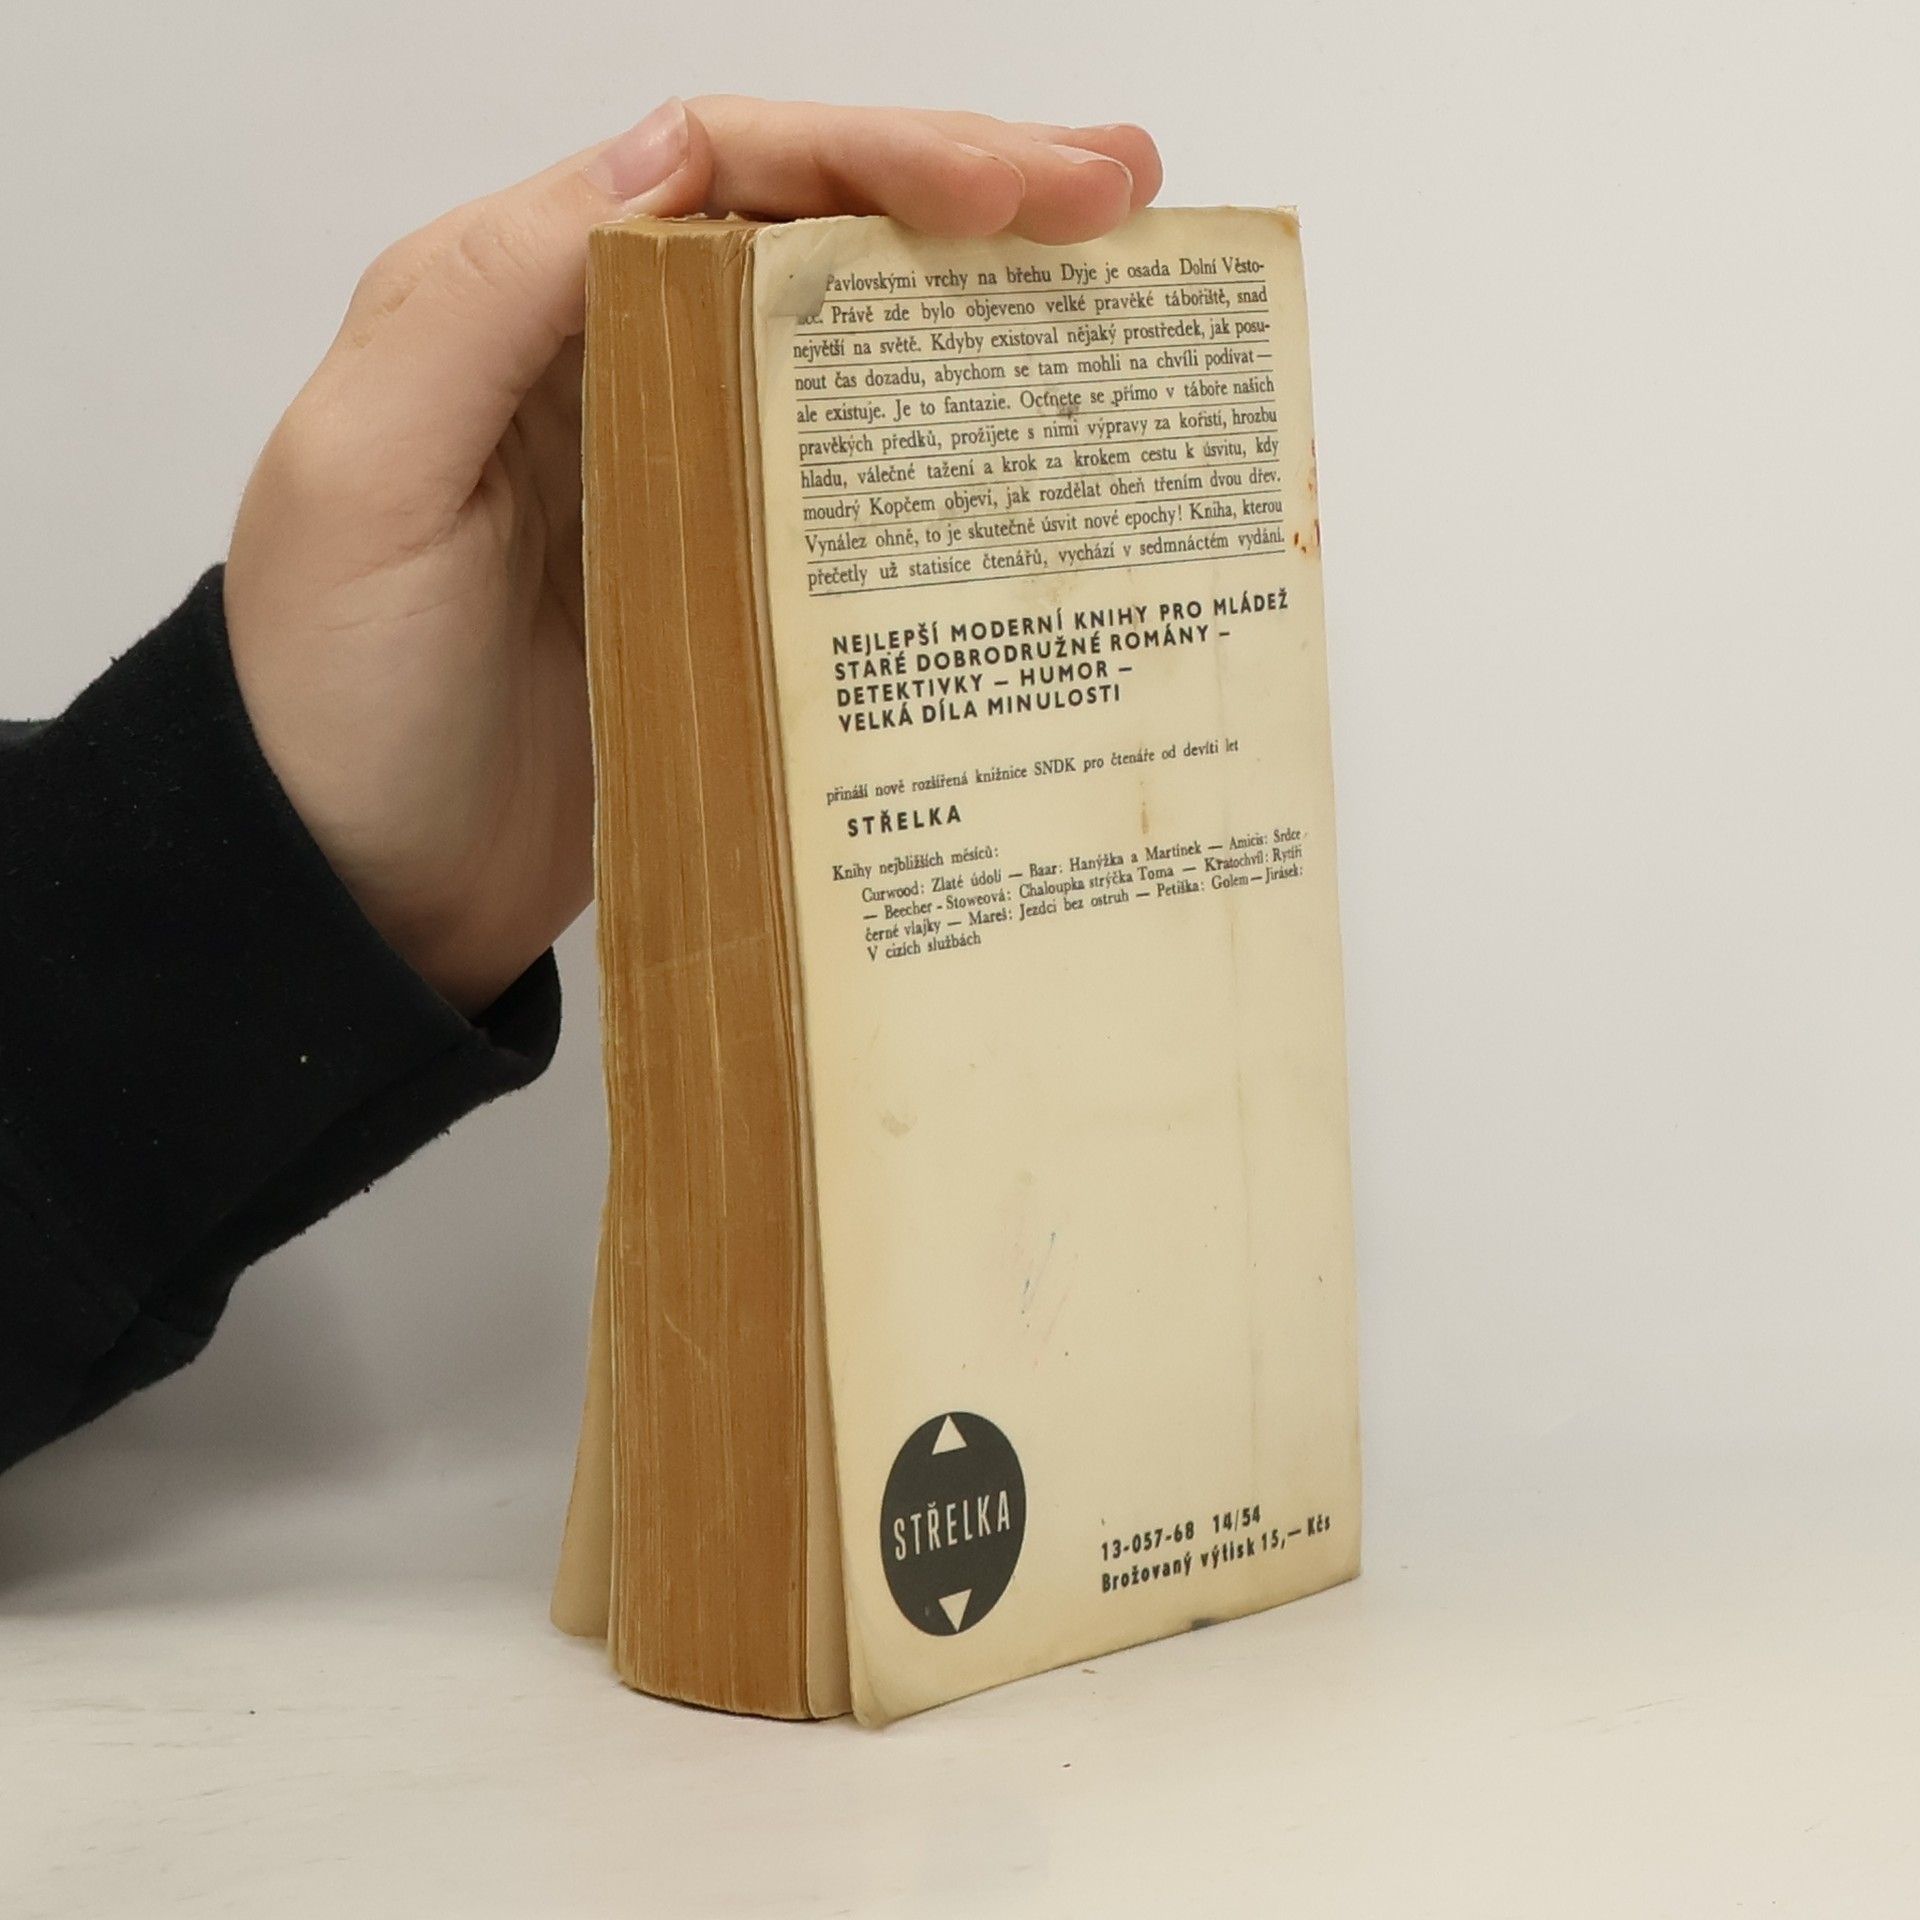 Pavlovskými vrchy na břehu Dyje je osada Dolní Věsto-
Právě zde bylo objeveno velké pravěké tábořiště, snad
největší na světě. Kdyby existoval nějaký prostředek, jak posu-
nout čas dozadu, abychom se tam mohli na chvíli podívat —
ale existuje. Je to fantazie. Octnete se přímo v táboře našich
pravěkých předků, prožijete s nimi výpravy za kořistí, hrozbu
hladu, válečné tažení a krok za krokem cestu k úsvitu, kdy
moudrý Kopčem objeví, jak rozdělat oheň třením dvou dřev.
Vynález ohně, to je skutečně úsvit nové epochy! Kniha, kterou
přečetly už statisíce čtenářů, vychází v sedmnáctém vydání.
NEJLEPŠÍ MODERNÍ KNIHY PRO MLÁDEŽ
STARÉ DOBRODRUŽNÉ ROMÁNY –
DETEKTIVKY – HUMOR –
VELKÁ DÍLA MINULOSTI
přináší nově rozšířená knižnice SNDK pro čtenáře od devíti let
STŘELKA
Knihy nejbližších měsíců:
Curwood: Zlaté údolí — Baar: Hanýžka a Martínek — Amicis: Srdce
— Beecher-Stoweová: Chaloupka strýčka Toma — Kratochvíl: Rytíři
černé vlajky — Mareš: Jezdci bez ostruh — Petiška: Golem — Jirásek:
V cizích službách
STŘELKA
13-057-68 14/54
Brožovaný výtisk 15,— Kčs